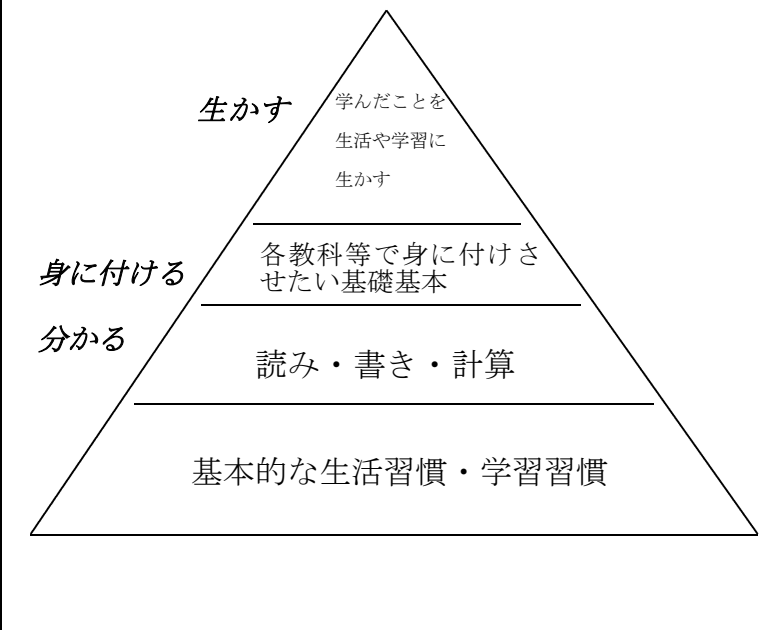 生かす
学んだことを
生活や学習に
生かす
身に付ける
各教科等で身に付けさ
せたい基礎基本
分かる
読み・書き・計算
基本的な生活習慣・学習習慣